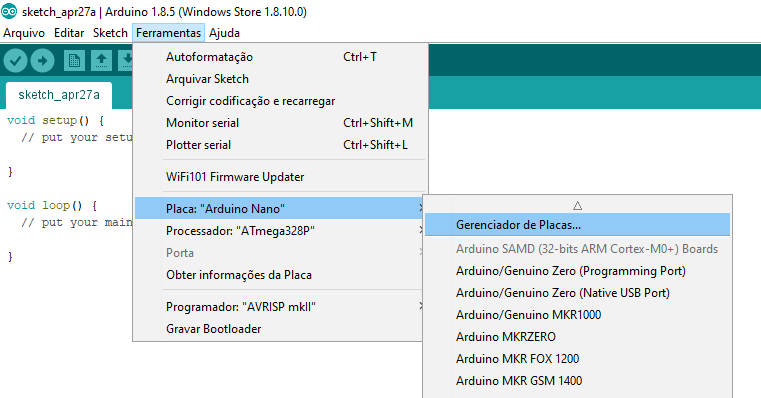 sketch_apr27a | Arduino 1.8.5 (Windows Store 1.8.10.0)
Arquivo Editar Sketch Ferramentas Ajuda
sketch_apr27a
void setup() {
// put your setu
}
void loop() {
// put your main
}
Autoformatação Ctrl+T
Arquivar Sketch
Corrigir codificação e recarregar
Monitor serial Ctrl+Shift+M
Plotter serial Ctrl+Shift+L
WiFi101 Firmware Updater
Placa: "Arduino Nano"
Processador: "ATmega328P"
Porta
Obter informações da Placa
Programador: "AVRISP mkII"
Gravar Bootloader
Gerenciador de Placas...
Arduino SAMD (32-bits ARM Cortex-M0+) Boards
Arduino/Genuino Zero (Programming Port)
Arduino/Genuino Zero (Native USB Port)
Arduino/Genuino MKR1000
Arduino MKRZERO
Arduino MKR FOX 1200
Arduino MKR GSM 1400